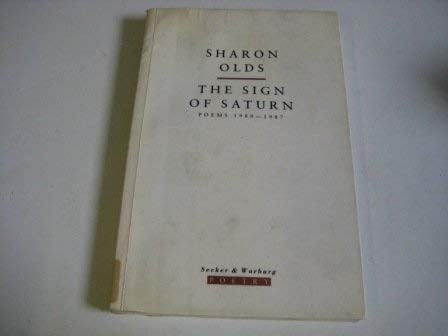 SHARON
OLDS
THE SIGN
OF SATURN
POEMS 1980–1987
Secker & Warburg
POETRY